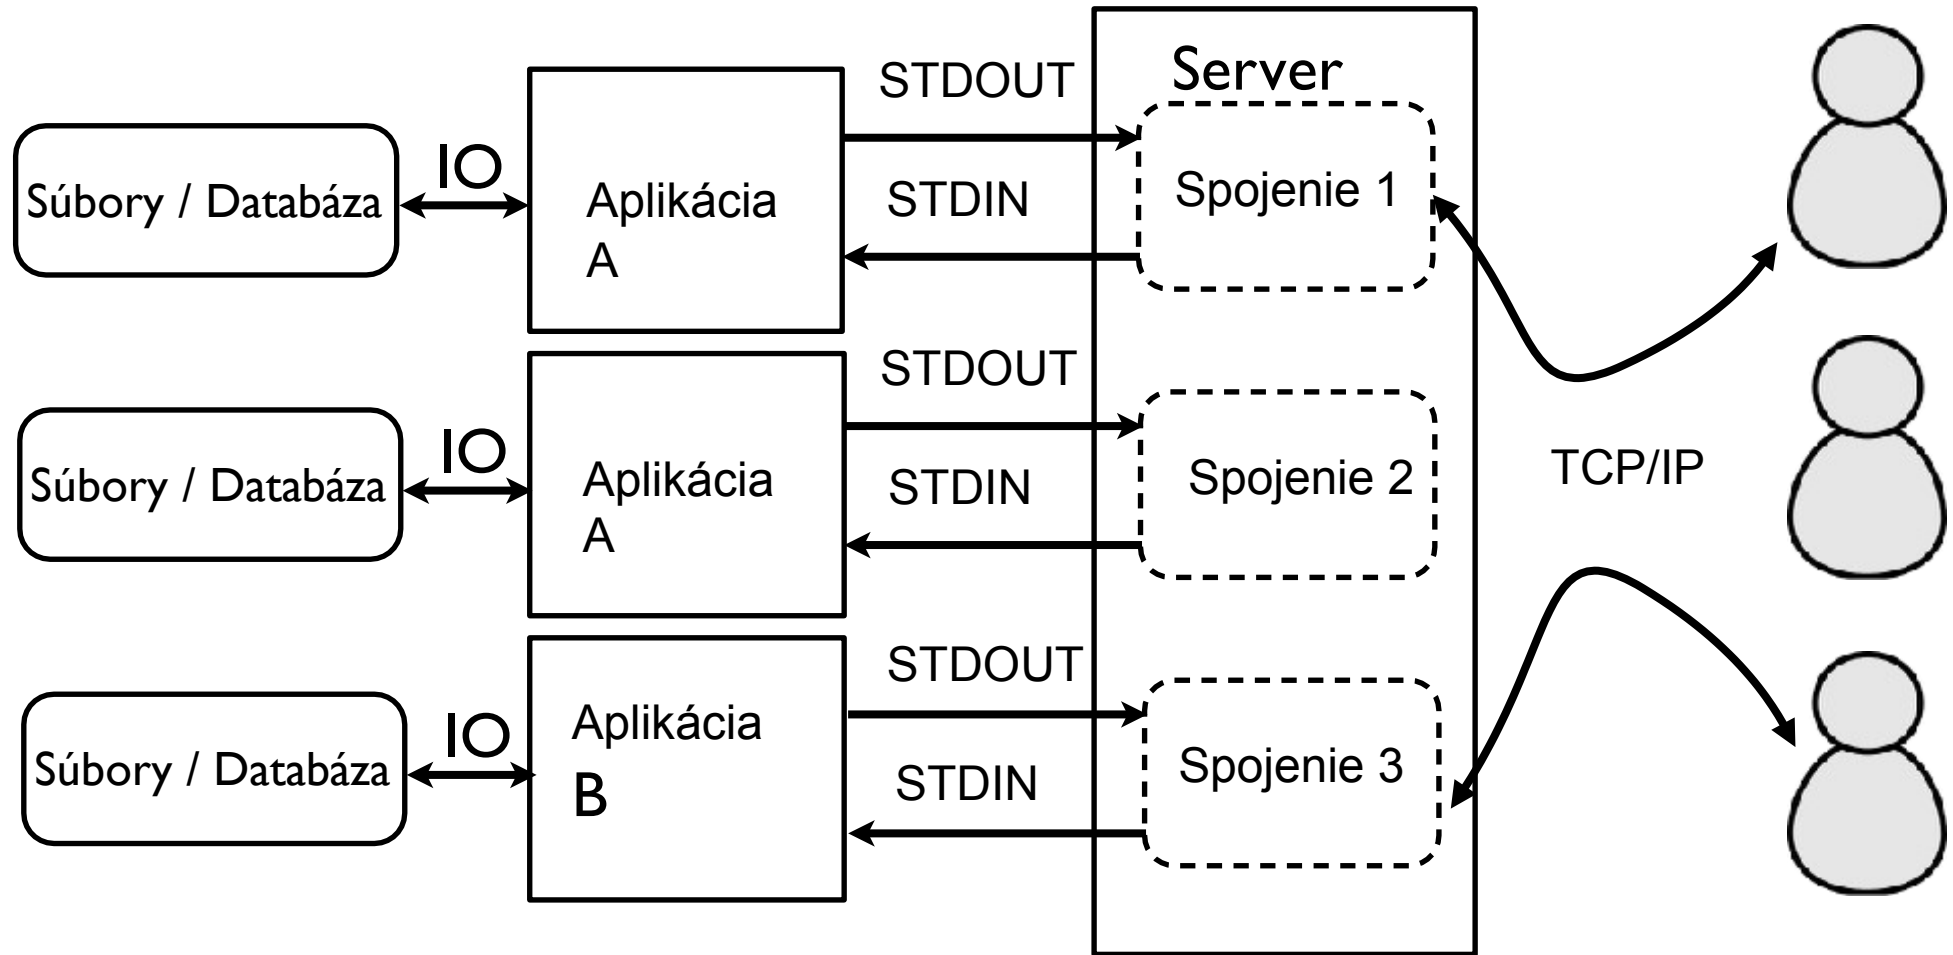 Server
STDOUT
IO
Súbory / Databáza
Aplikácia
A
STDIN
Spojenie 1
STDOUT
IO
Súbory / Databáza
Aplikácia
A
STDIN
Spojenie 2
TCP/IP
STDOUT
IO
Súbory / Databáza
Aplikácia
B
STDIN
Spojenie 3